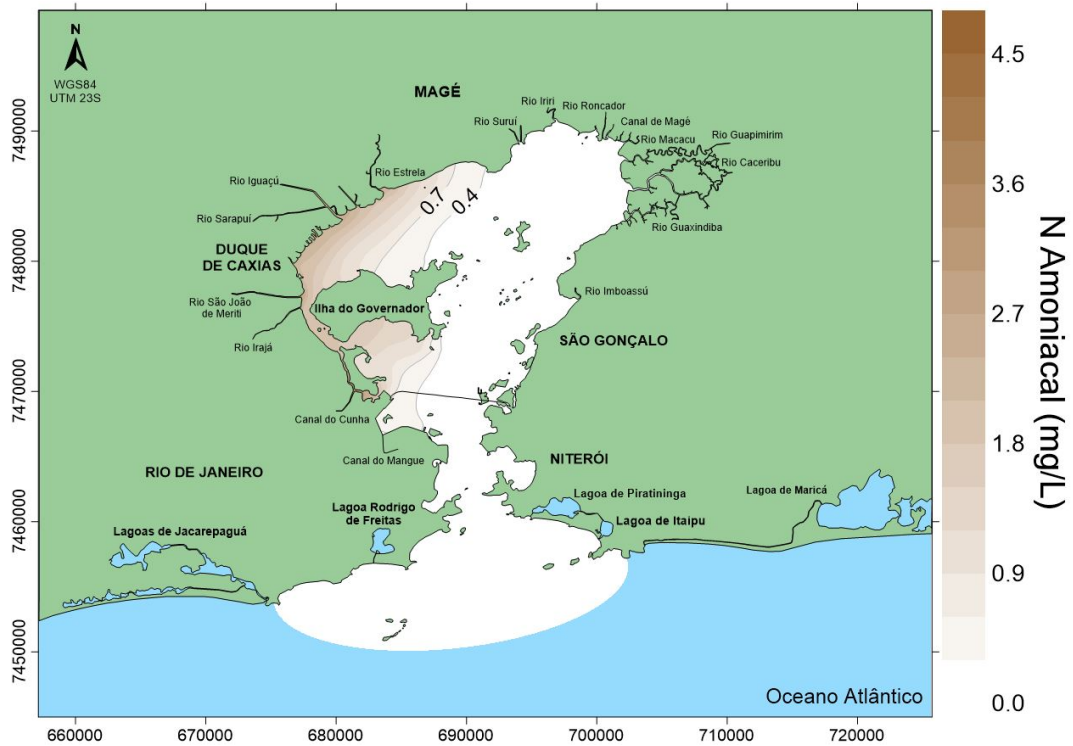 N
WGS84
UTM 23S
MAGÉ
Rio Iriri
Rio Roncador
Rio Suruí
Canal de Magé
Rio Macacu
Rio Guapimirim
Rio Caceribu
Rio Estrela
Rio Iguaçú
Rio Sarapuí
0.7
0.4
Rio Guaxindiba
DUQUE
DE CAXIAS
Rio São João
de Meriti
Ilha do Governador
Rio Imboassú
Rio Irajá
SÃO GONÇALO
Canal do Cunha
Canal do Mangue
RIO DE JANEIRO
NITERÓI
Lagoa de Piratininga
Lagoa de Maricá
Lagoa Rodrigo
de Freitas
Lagoa de Itaipu
Lagoas de Jacarepaguá
Oceano Atlântico
7490000
7480000
7470000
7460000
7450000
660000
670000
680000
690000
700000
710000
720000
4.5
3.6
2.7
1.8
0.9
0.0
N Amoniacal (mg/L)